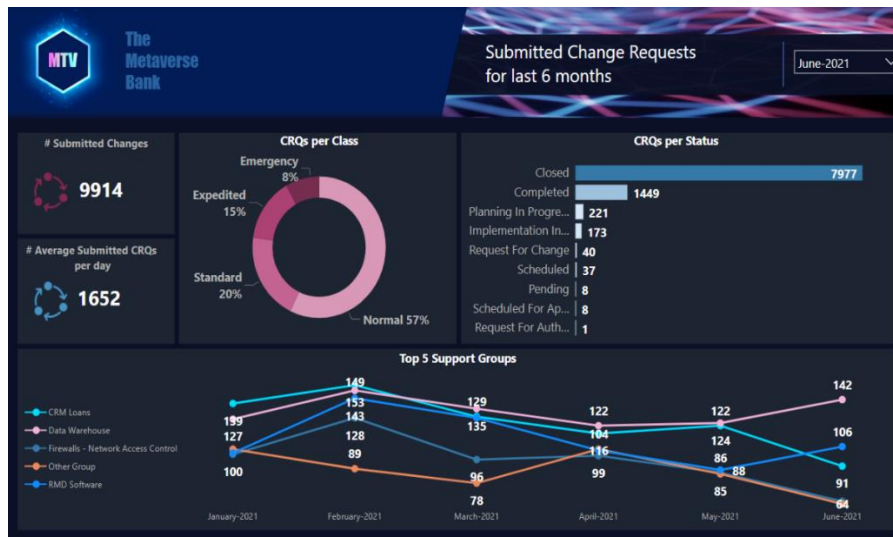 MTV
The
Metaverse
Bank
Submitted Change Requests
for last 6 months
June-2021
# Submitted Changes
9914
# Average Submitted CRQs
per day
1652
CRQs per Class
Emergency
8%
Expedited
15%
Standard
20%
Normal 57%
CRQs per Status
Closed 7977
Completed 1449
Planning In Progre... 221
Implementation In... 173
Request For Change 40
Scheduled 37
Pending 8
Scheduled For Ap... 8
Request For Auth... 1
Top 5 Support Groups
CRM Loans
Data Warehouse
Firewalls - Network Access Control
Other Group
RMD Software
139
127
100
149
153
143
128
89
129
135
96
78
122
104
116
99
122
124
86
88
85
142
106
91
64
January-2021
February-2021
March-2021
April-2021
May-2021
June-2021